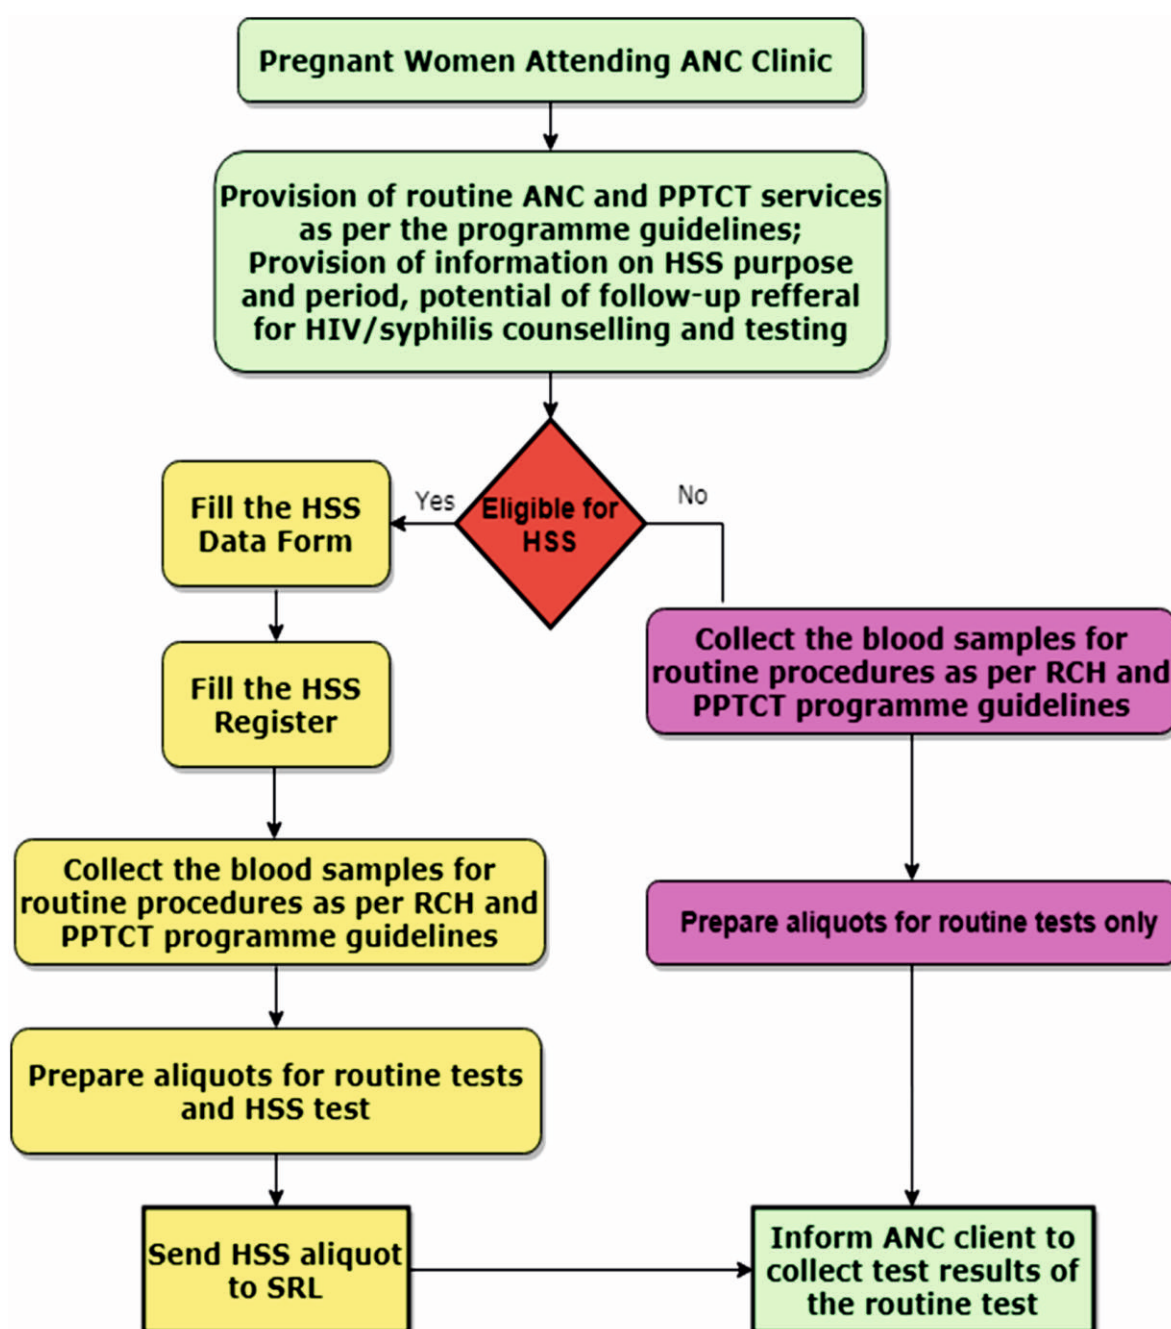 Pregnant Women Attending ANC Clinic
Provision of routine ANC and PPTCT services
as per the programme guidelines;
Provision of information on HSS purpose
and period, potential of follow-up refferal
for HIV/syphilis counselling and testing
Eligible for
HSS
Yes
No
Fill the HSS
Data Form
Fill the HSS
Register
Collect the blood samples for
routine procedures as per RCH and
PPTCT programme guidelines
Prepare aliquots for routine tests
and HSS test
Send HSS aliquot
to SRL
Collect the blood samples for
routine procedures as per RCH and
PPTCT programme guidelines
Prepare aliquots for routine tests only
Inform ANC client to
collect test results of
the routine test